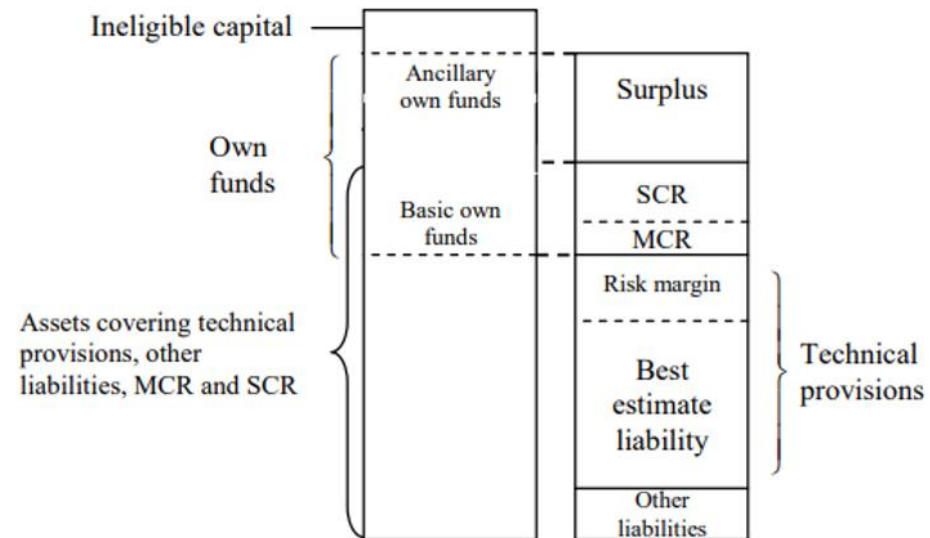 Ineligible capital
Ancillary
own funds
Surplus
Own
funds
SCR
Basic own
funds
MCR
Risk margin
Assets covering technical
provisions, other
liabilities, MCR and SCR
Technical
provisions
Best
estimate
liability
Other
liabilities